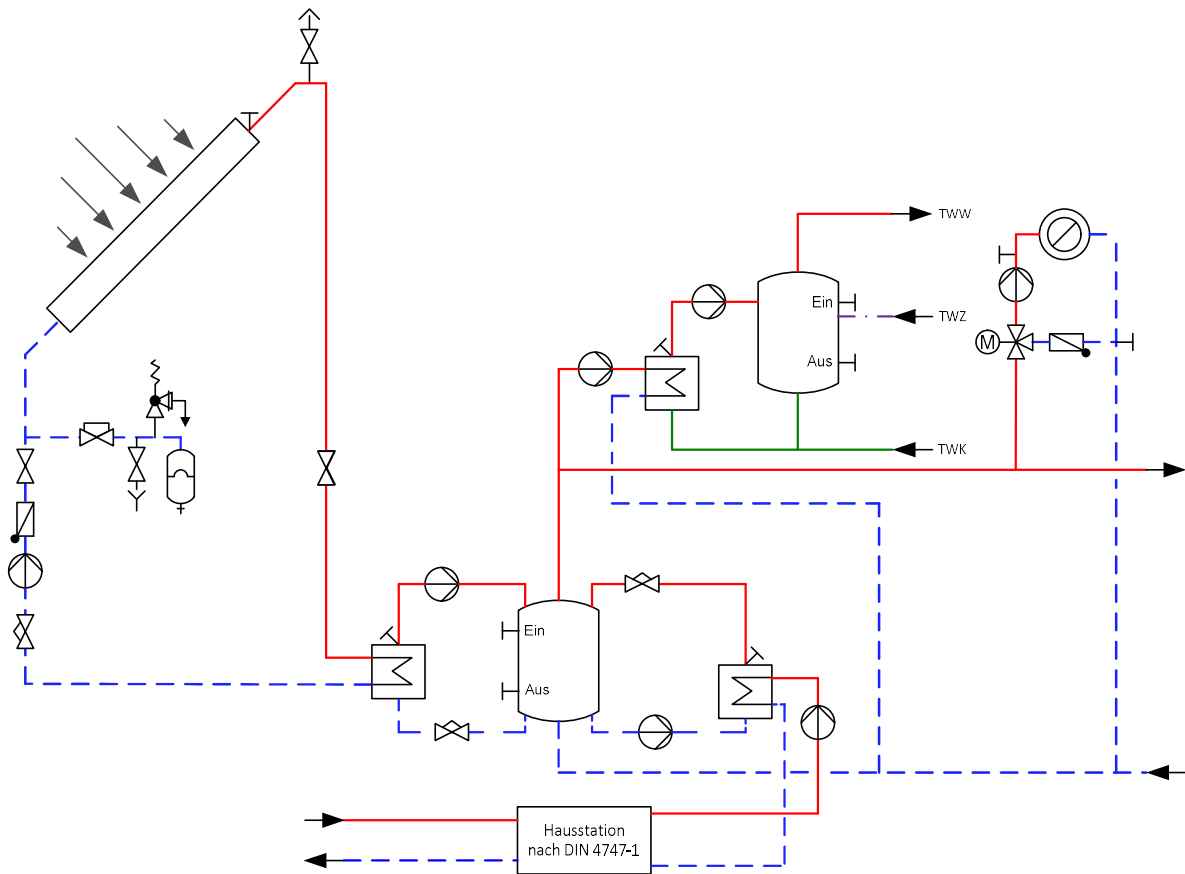 TWW
Ein
TWZ
M
Aus
TWK
Ein
Aus
Hausstation
nach DIN 4747-1